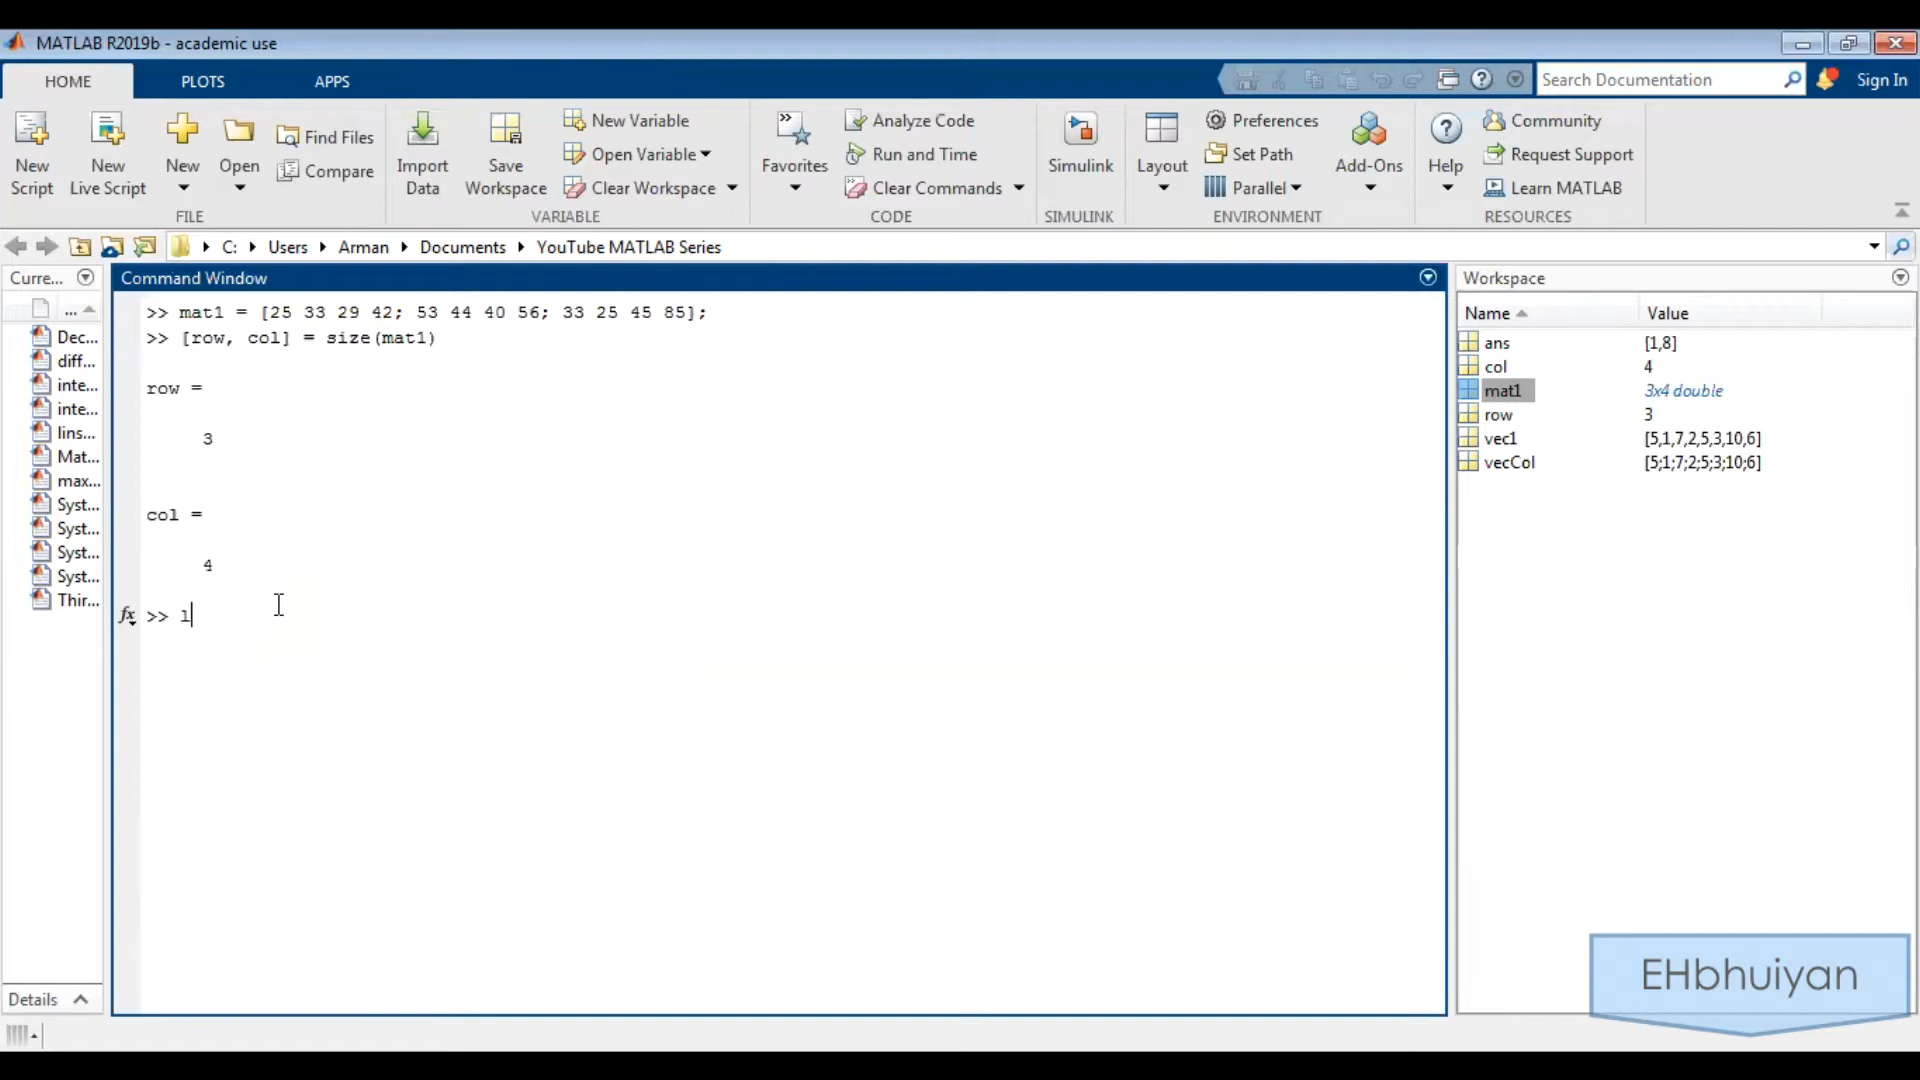 MATLAB R2019b - academic use
HOME PLOTS APPS
Search Documentation
Sign In
New Script
New Live Script
New
Open
Find Files
Compare
FILE
Import Data
Save Workspace
New Variable
Open Variable
Clear Workspace
VARIABLE
Favorites
Analyze Code
Run and Time
Clear Commands
CODE
Simulink
SIMULINK
Layout
Preferences
Set Path
Parallel
Add-Ons
ENVIRONMENT
Help
Community
Request Support
Learn MATLAB
RESOURCES
C: Users Arman Documents YouTube MATLAB Series
Curre...
...
Dec...
diff...
inte...
inte...
lins...
Mat...
max...
Syst...
Syst...
Syst...
Syst...
Thir...
Details
Command Window
>> mat1 = [25 33 29 42; 53 44 40 56; 33 25 45 85];
>> [row, col] = size(mat1)
row =
3
col =
4
fx >> l
Workspace
Name Value
ans [1,8]
col 4
mat1 3x4 double
row 3
vec1 [5,1,7,2,5,3,10,6]
vecCol [5;1;7;2;5;3;10;6]
EHbhuiyan